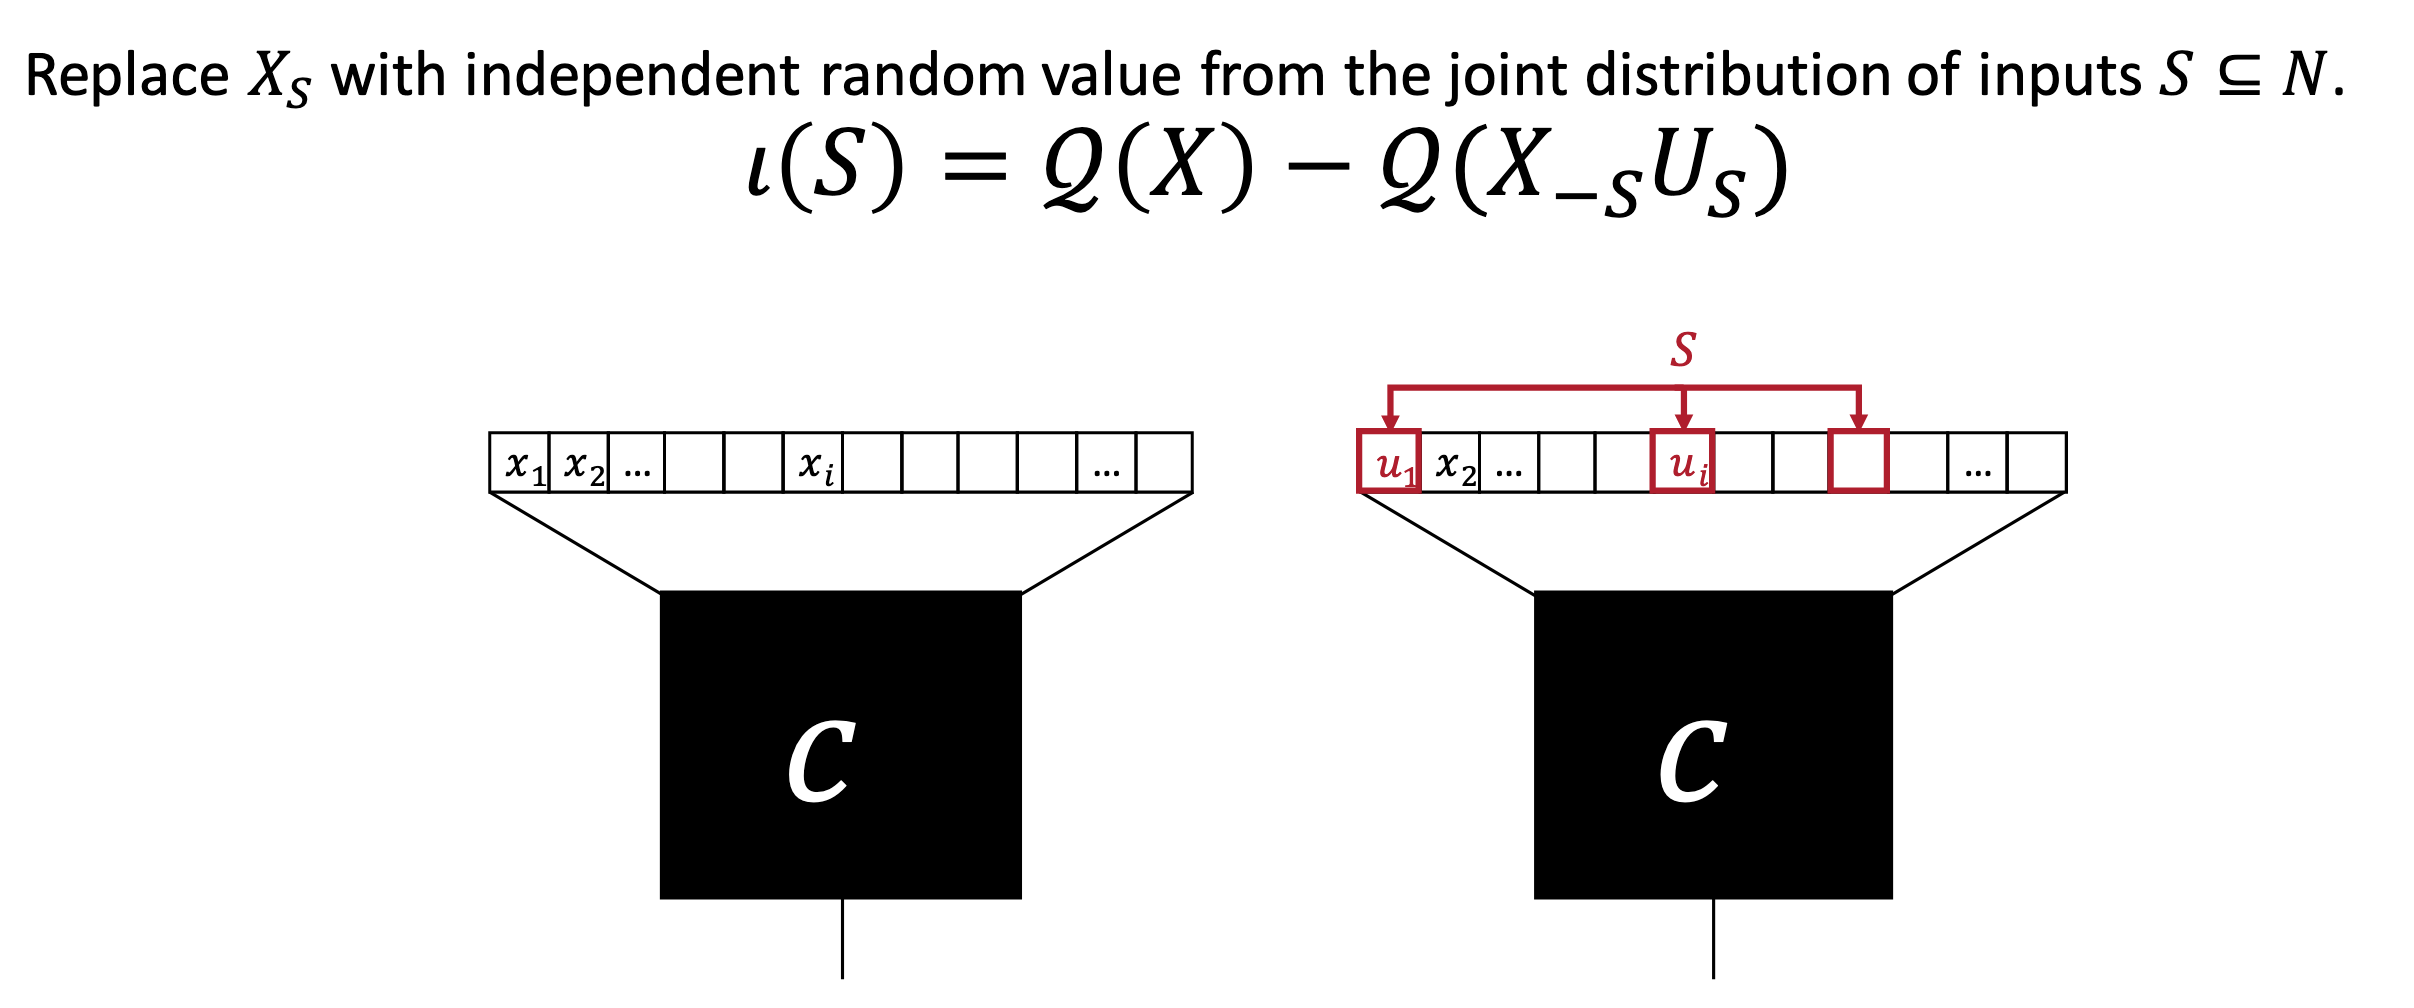 Replace X_S with independent random value from the joint distribution of inputs S ⊆ N.
ι(S) = Q(X) − Q(X_{−S}U_S)
S
x_1 x_2 ... x_i ...
u_1 x_2 ... u_i ...
C C